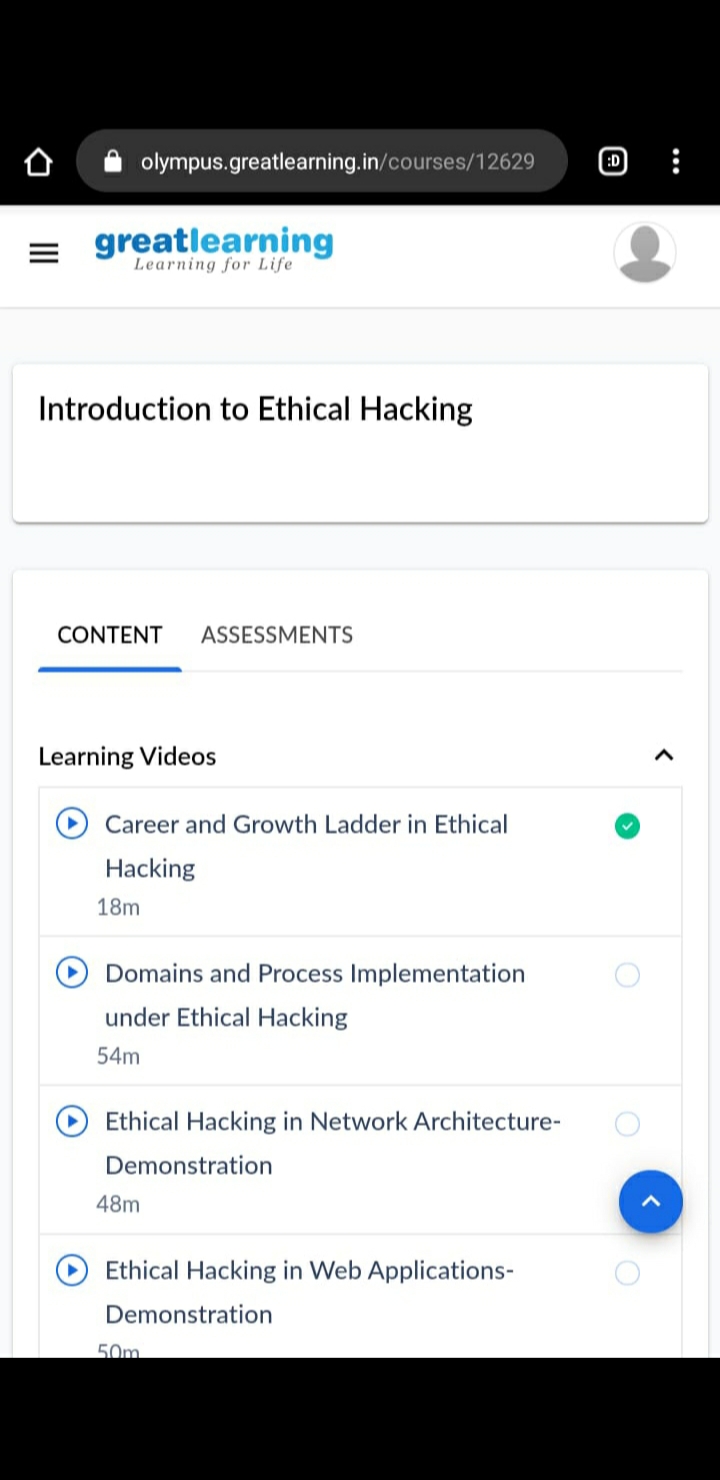 :D
olympus.greatlearning.in/courses/12629
greatlearning
Learning for Life
Introduction to Ethical Hacking
CONTENT ASSESSMENTS
Learning Videos
Career and Growth Ladder in Ethical
Hacking
18m
Domains and Process Implementation
under Ethical Hacking
54m
Ethical Hacking in Network Architecture-
Demonstration
48m
Ethical Hacking in Web Applications-
Demonstration
50m